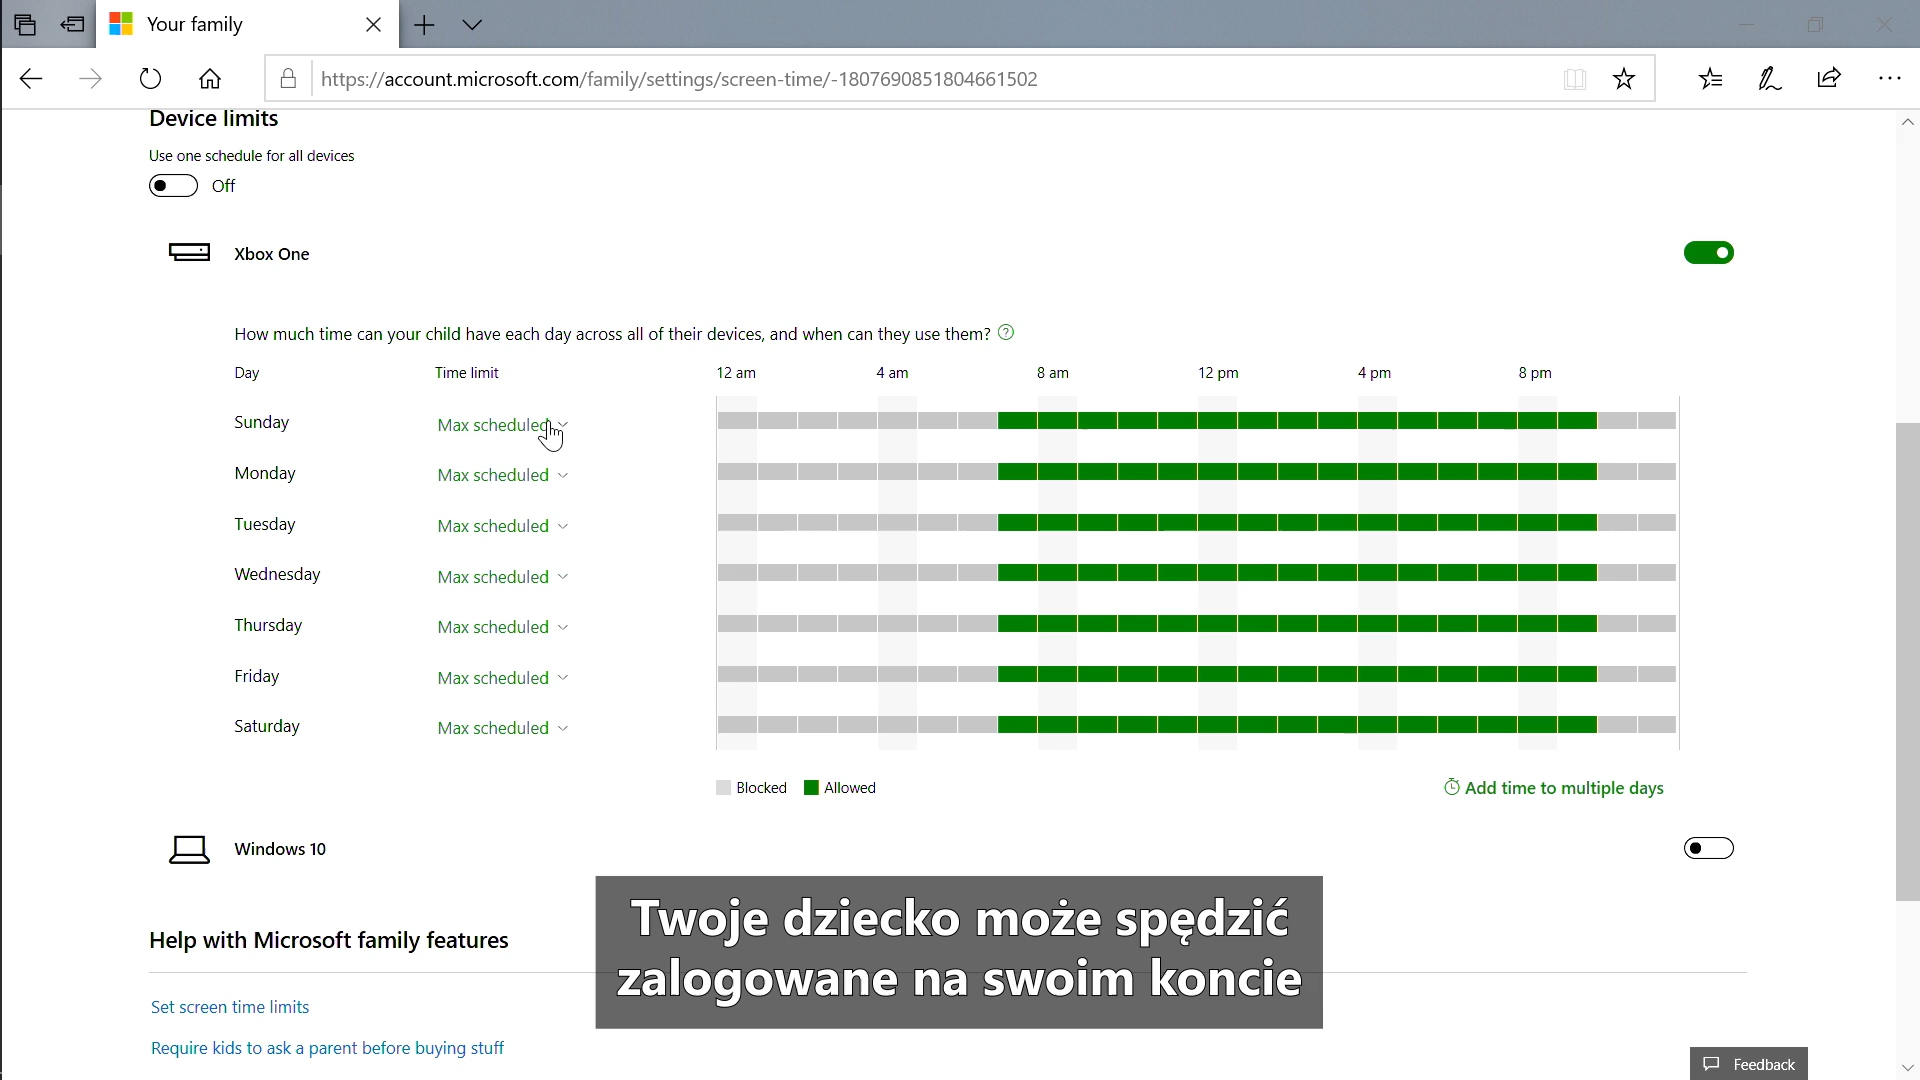 Your family
https://account.microsoft.com/family/settings/screen-time/-1807690851804661502
Device limits
Use one schedule for all devices
Off
Xbox One
How much time can your child have each day across all of their devices, and when can they use them?
Day Time limit 12 am 4 am 8 am 12 pm 4 pm 8 pm
Sunday Max scheduled
Monday Max scheduled
Tuesday Max scheduled
Wednesday Max scheduled
Thursday Max scheduled
Friday Max scheduled
Saturday Max scheduled
Blocked Allowed Add time to multiple days
Windows 10
Twoje dziecko może spędzić
zalogowane na swoim koncie
Help with Microsoft family features
Set screen time limits
Require kids to ask a parent before buying stuff
Feedback